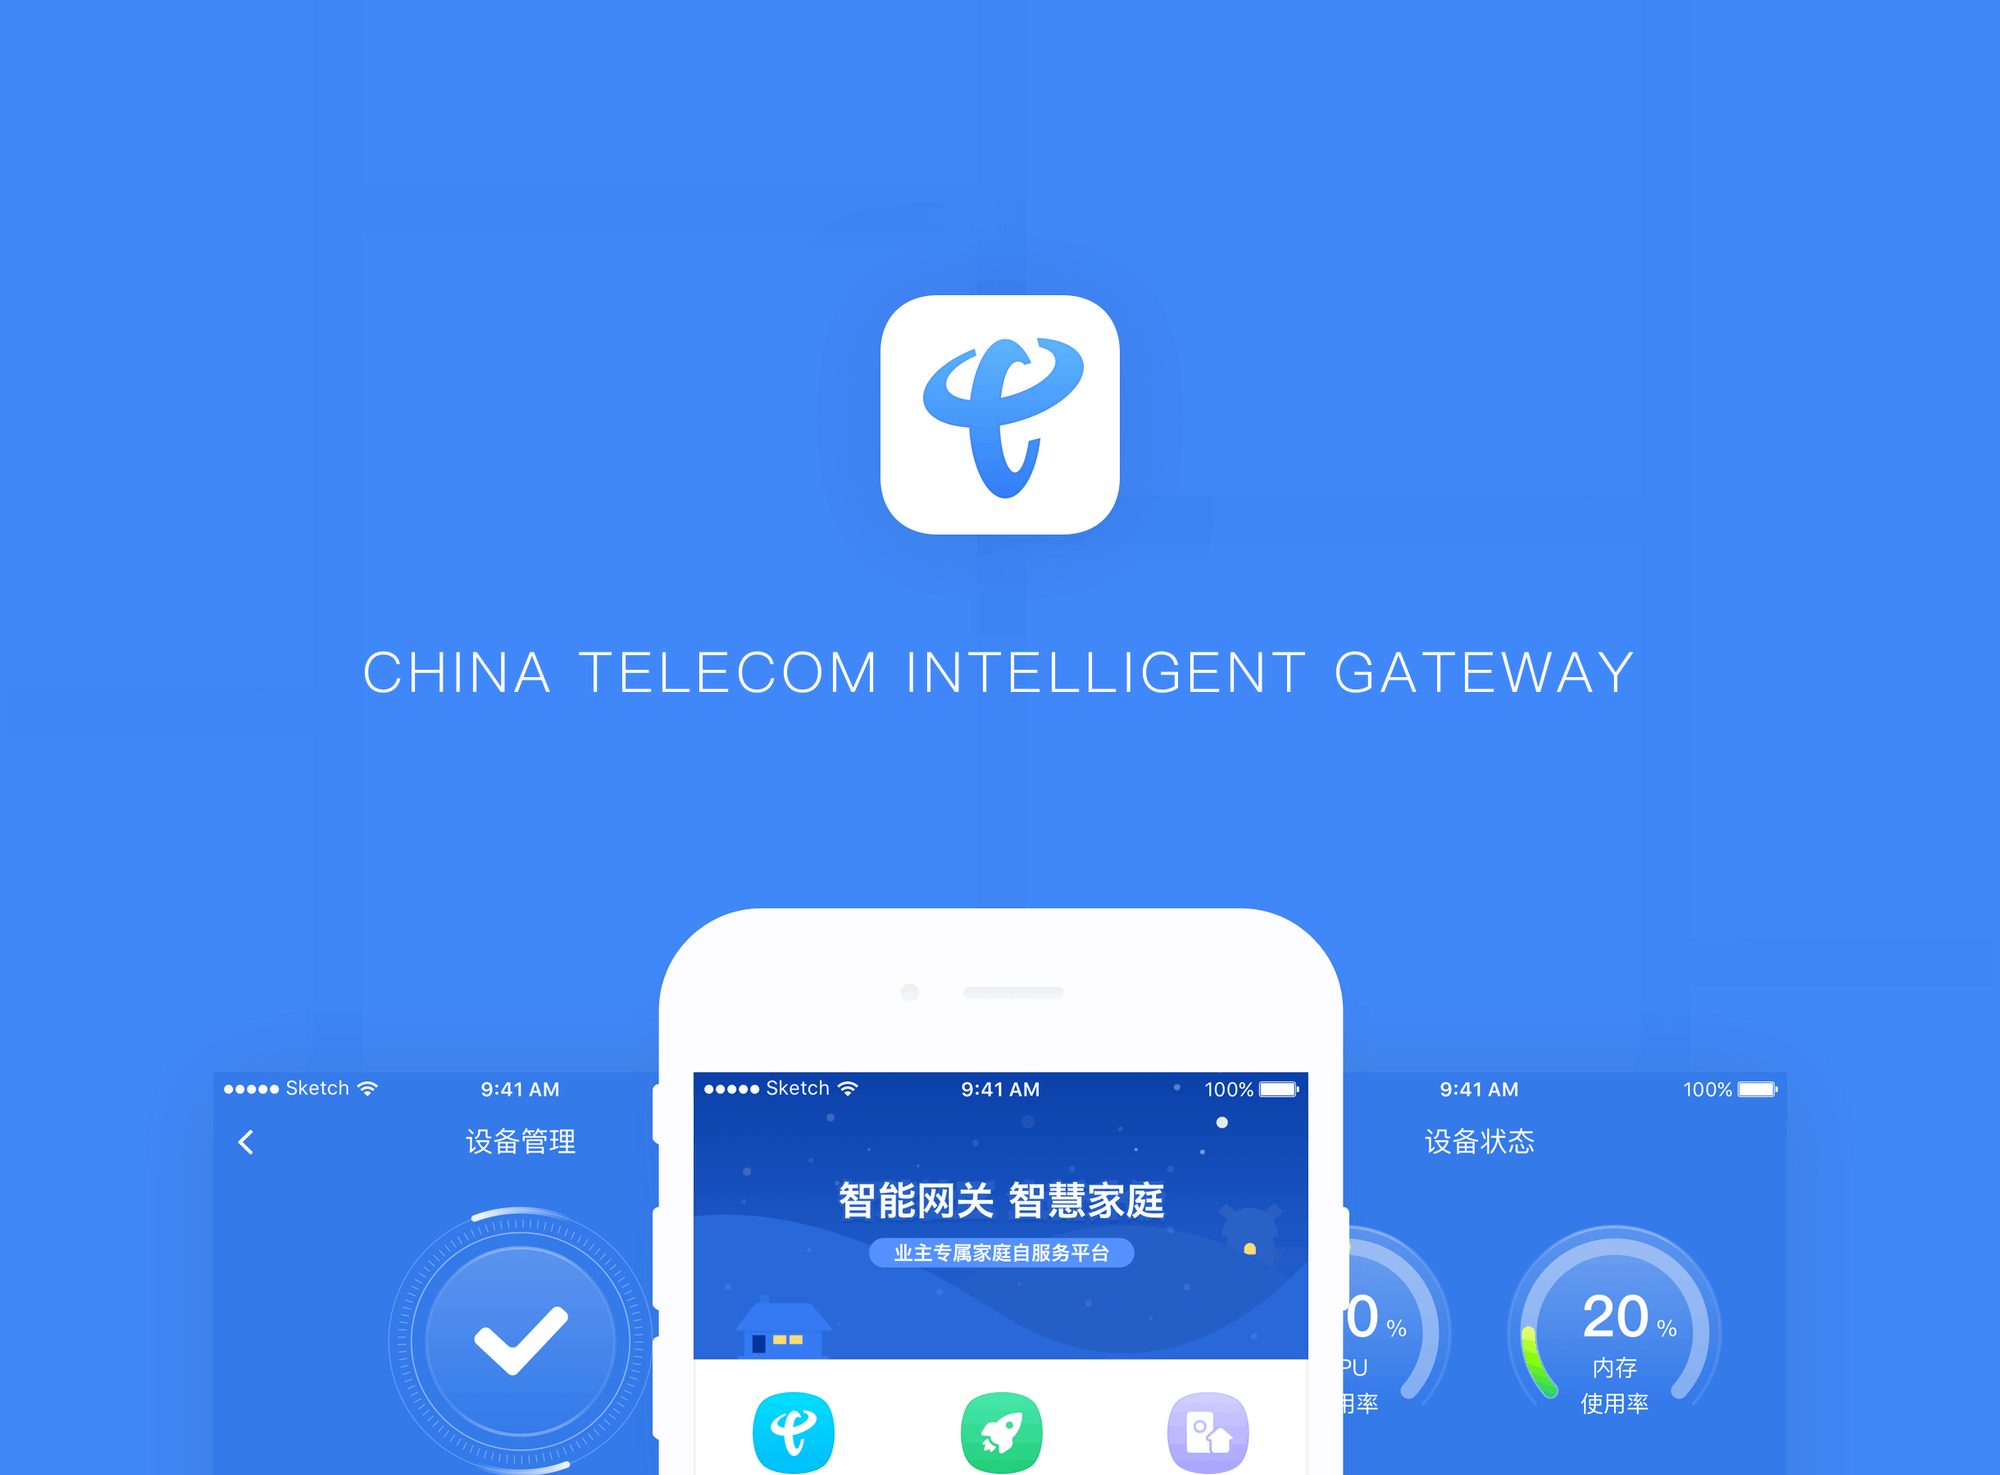 CHINA TELECOM INTELLIGENT GATEWAY
Sketch 9:41 AM
设备管理
Sketch 9:41 AM 100%
智能网关 智慧家庭
业主专属家庭自服务平台
9:41 AM 100%
设备状态
0 %
PU
用率
20 %
内存
使用率